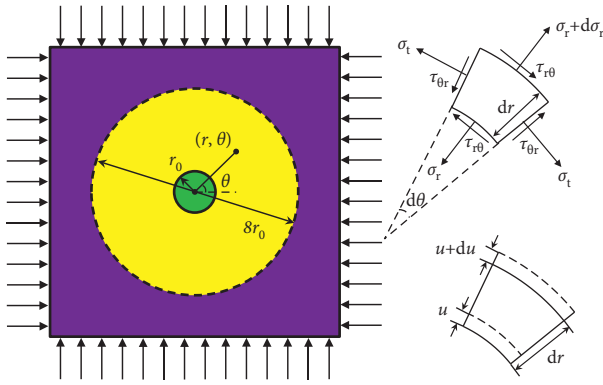 (r, θ)
r₀
θ
8r₀
σᵣ+dσᵣ
σₜ
τᵣθ
τθᵣ
dr
τᵣθ
τθᵣ
σᵣ
σₜ
dθ
u+du
u
dr